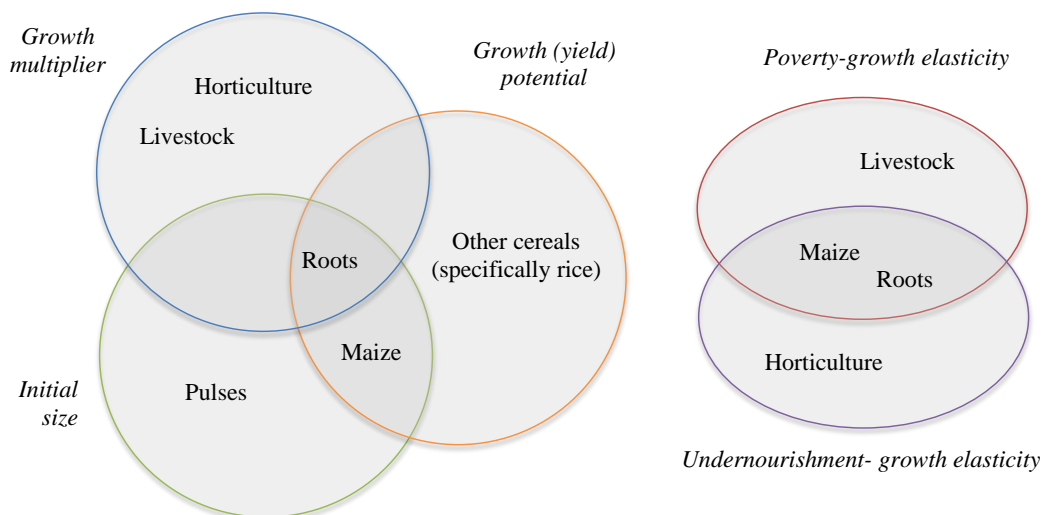 Growth
multiplier
Horticulture
Livestock
Growth (yield)
potential
Roots
Other cereals
(specifically rice)
Maize
Pulses
Initial
size
Poverty-growth elasticity
Livestock
Maize
Roots
Horticulture
Undernourishment- growth elasticity